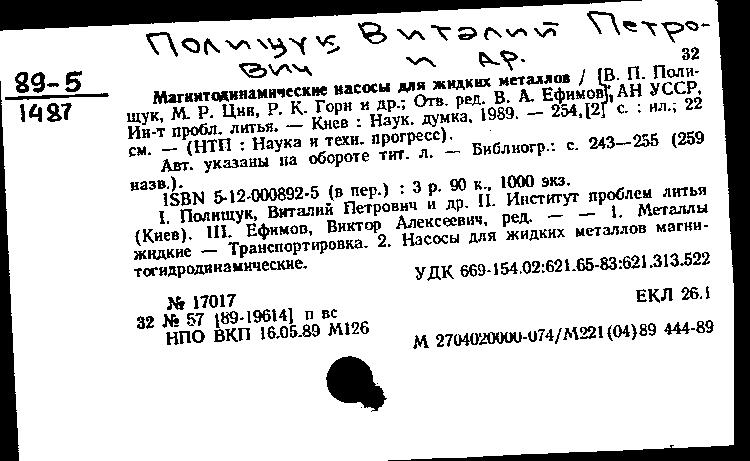 Полищук Виталий Петро-
вич и др.
32
89-5
1487
Магнитодинамические насосы для жидких металлов / [В. П. Поли-
щук, М. Р. Цин, Р. К. Горн и др.; Отв. ред. В. А. Ефимов]; АН УССР,
Ин-т пробл. литья. — Киев : Наук. думка, 1989. — 254,[2] с. : ил.; 22
см. — (НТП : Наука и техн. прогресс).
Авт. указаны на обороте тит. л. — Библиогр.: с. 243—255 (259
назв.).
ISBN 5-12-000892-5 (в пер.) : 3 р. 90 к., 1000 экз.
I. Полищук, Виталий Петрович и др. II. Институт проблем литья
(Киев). III. Ефимов, Виктор Алексеевич, ред. — — 1. Металлы
жидкие — Транспортировка. 2. Насосы для жидких металлов магни-
тогидродинамические.
УДК 669-154.02:621.65-83:621.313.522
№ 17017
ЕКЛ 26.1
32 № 57 [89-19614] п вс
НПО ВКП 16.05.89 М126
М 2704020000-074/М221(04)89 444-89